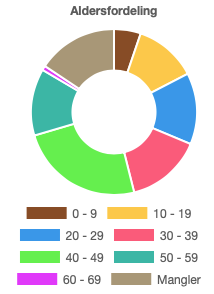 Aldersfordeling
0 - 9 10 - 19
20 - 29 30 - 39
40 - 49 50 - 59
60 - 69 Mangler